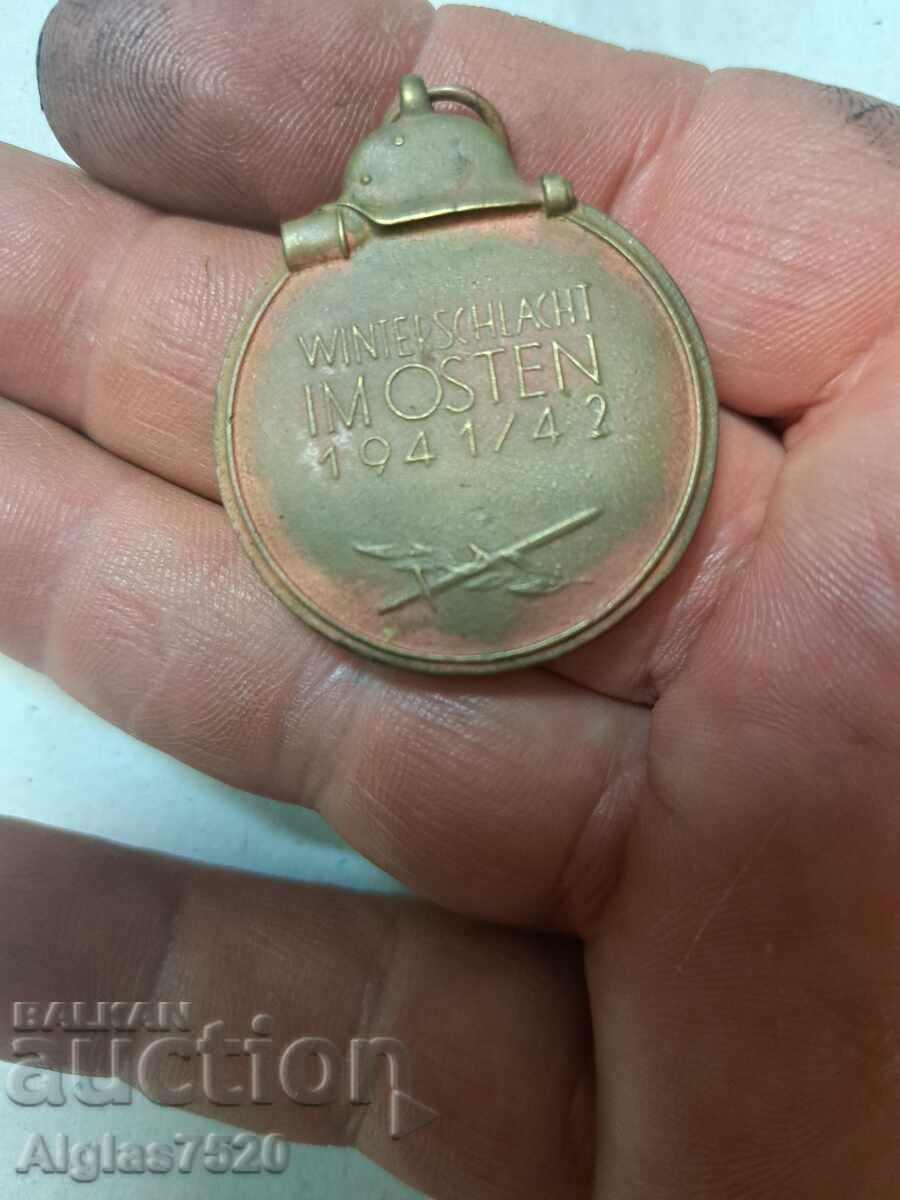 WINTERSCHLACHT
IM OSTEN
1941/42
BALKAN
auction
Alglas7520